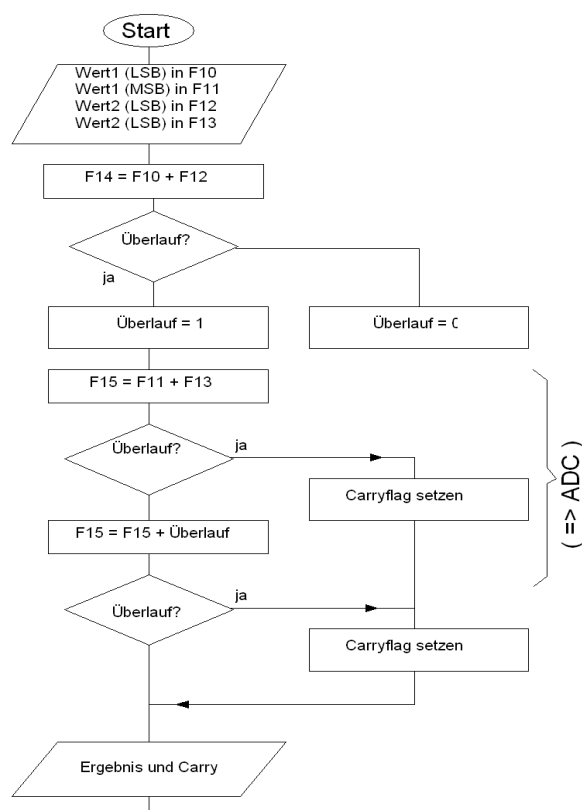 Start
Wert1 (LSB) in F10
Wert1 (MSB) in F11
Wert2 (LSB) in F12
Wert2 (LSB) in F13
F14 = F10 + F12
Überlauf?
ja
Überlauf = 1
Überlauf = 0
F15 = F11 + F13
Überlauf?
ja
Carryflag setzen
F15 = F15 + Überlauf
Überlauf?
ja
Carryflag setzen
( => ADC )
Ergebnis und Carry